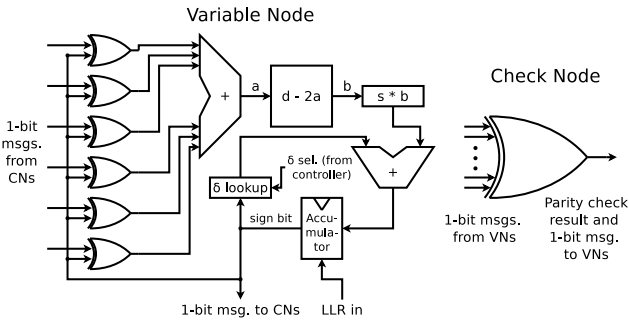 Variable Node
a
d - 2a
b
s * b
+
Check Node
1-bit
msgs.
from
CNs
δ sel. (from
controller)
δ lookup
+
sign bit
Accu-
mula-
tor
1-bit msgs.
from VNs
Parity check
result and
1-bit msg.
to VNs
1-bit msg. to CNs
LLR in